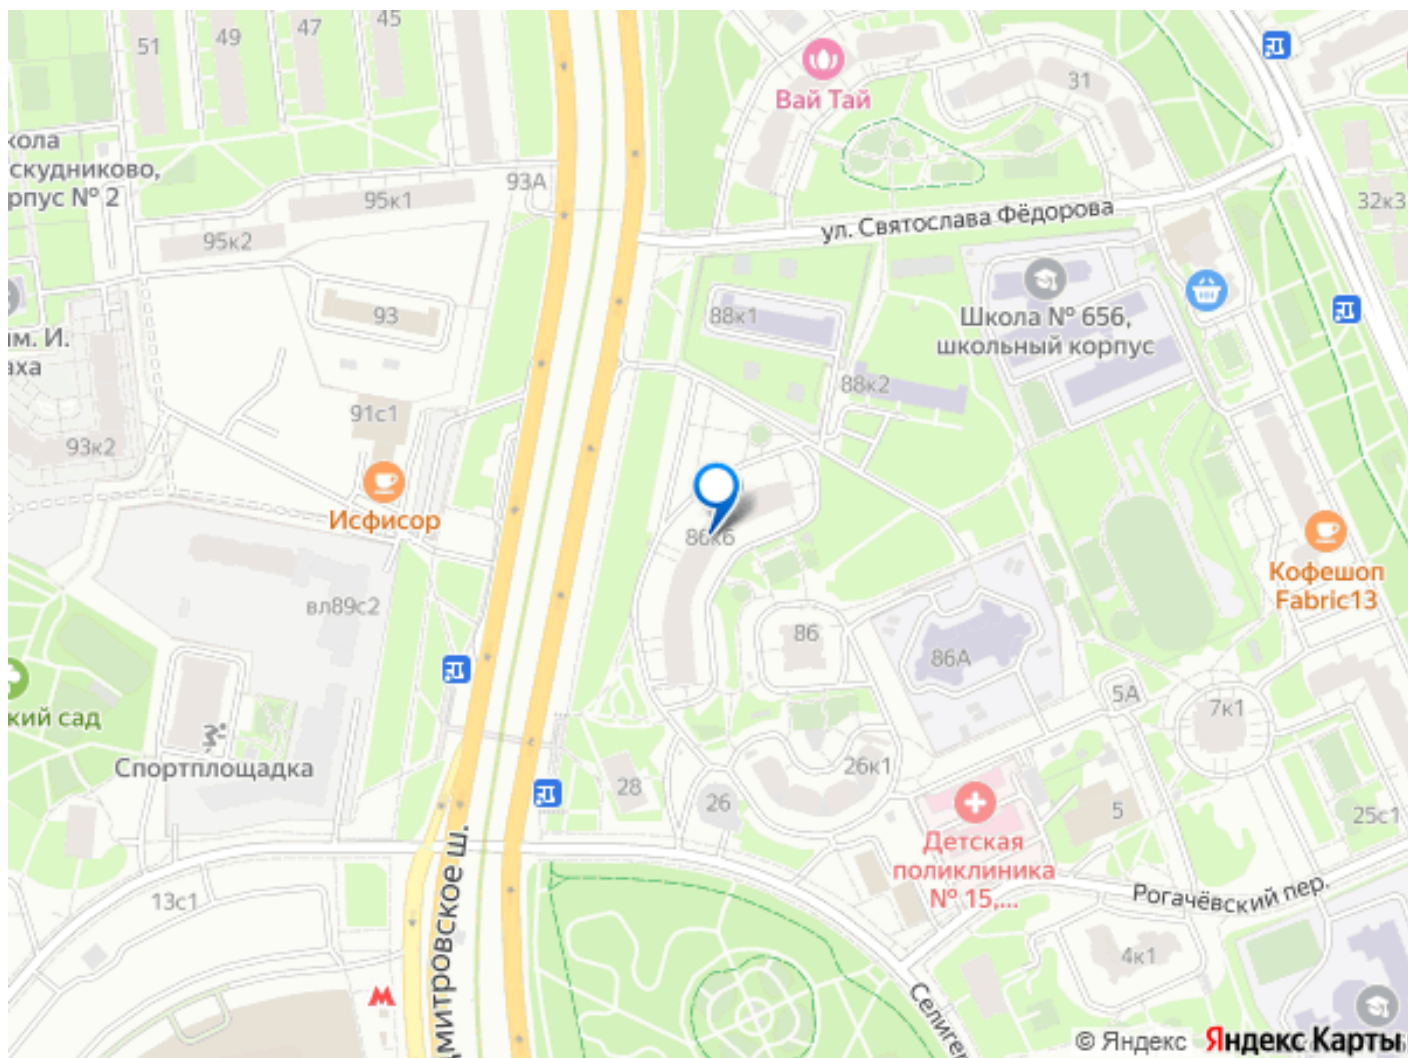 51
49
47
45
Вай Тай
31
кола
скудниково,
рпус № 2
93А
95к1
95к2
ул. Святослава Фёдорова
32к3
93
88к1
Школа № 656,
школьный корпус
им. И.
аха
88к2
91с1
93к2
Исфисор
86к6
Кофешоп
Fabric13
вл89с2
86
86А
5А
7к1
кий сад
Спортплощадка
26к1
28
26
5
25с1
Детская
поликлиника
№ 15,...
Рогачёвский пер.
13с1
митровское ш.
4к1
Селиген
© Яндекс Яндекс Карты